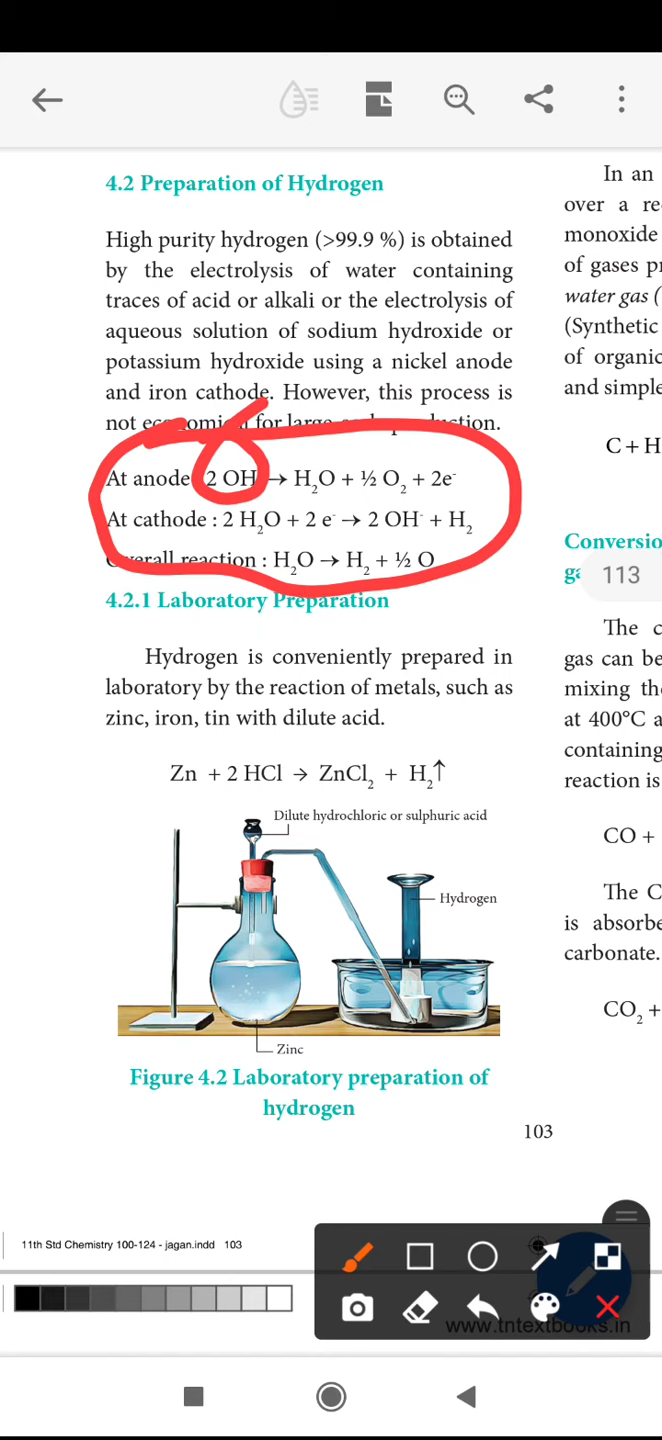 4.2 Preparation of Hydrogen
High purity hydrogen (>99.9 %) is obtained
by the electrolysis of water containing
traces of acid or alkali or the electrolysis of
aqueous solution of sodium hydroxide or
potassium hydroxide using a nickel anode
and iron cathode. However, this process is
not economical for large-scale production.
At anode 2 OH → H₂O + ½ O₂ + 2e⁻
At cathode : 2 H₂O + 2 e⁻ → 2 OH⁻ + H₂
Overall reaction : H₂O → H₂ + ½ O
4.2.1 Laboratory Preparation
Hydrogen is conveniently prepared in
laboratory by the reaction of metals, such as
zinc, iron, tin with dilute acid.
Zn + 2 HCl → ZnCl₂ + H₂↑
Dilute hydrochloric or sulphuric acid
Hydrogen
Zinc
Figure 4.2 Laboratory preparation of
hydrogen
103
In an
over a re
monoxide
of gases pr
water gas (
(Synthetic
of organic
and simple
C + H
Conversio
ga
113
The c
gas can be
mixing the
at 400°C a
containing
reaction is
CO +
The C
is absorbe
carbonate.
CO₂ +
11th Std Chemistry 100-124 - jagan.indd 103
www.tntextbooks.in